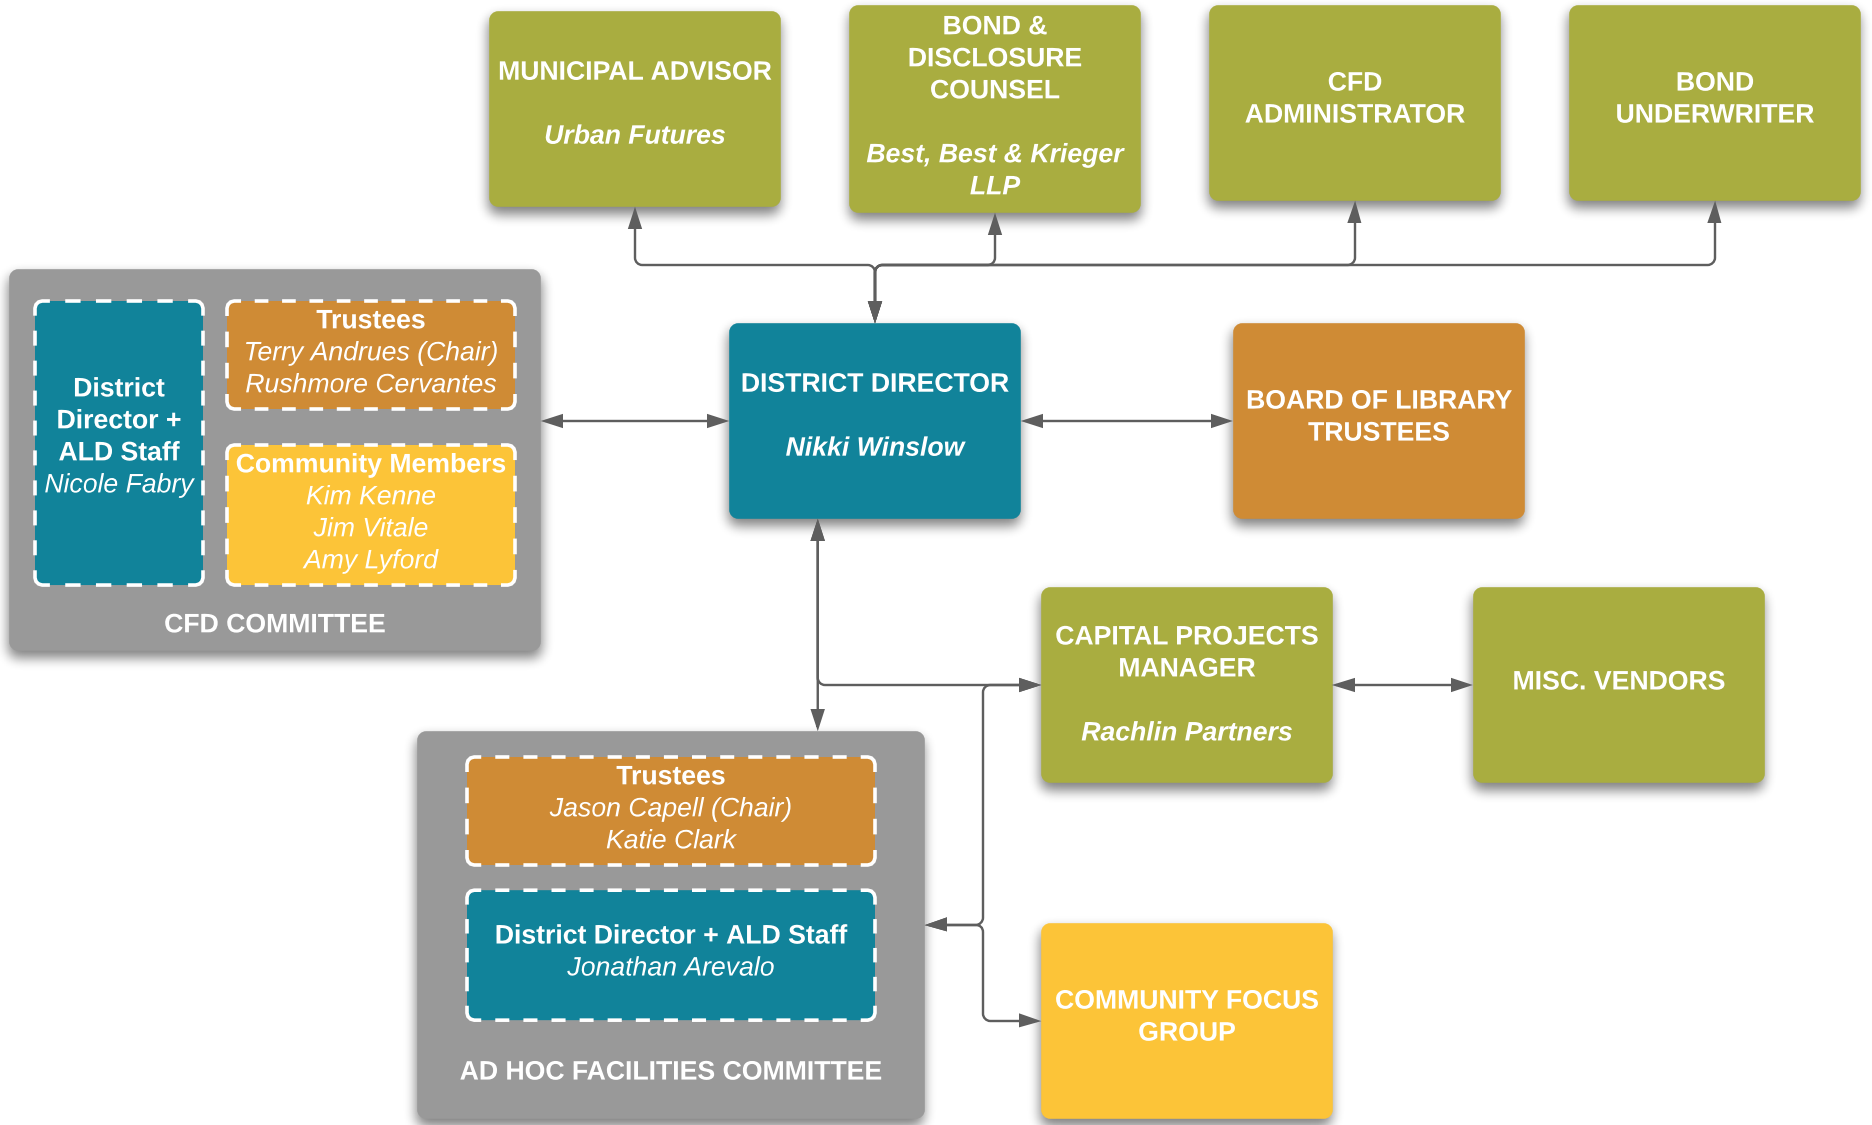 MUNICIPAL ADVISOR
Urban Futures
BOND &
DISCLOSURE
COUNSEL
Best, Best & Krieger
LLP
CFD
ADMINISTRATOR
BOND
UNDERWRITER
District
Director +
ALD Staff
Nicole Fabry
Trustees
Terry Andrues (Chair)
Rushmore Cervantes
Community Members
Kim Kenne
Jim Vitale
Amy Lyford
CFD COMMITTEE
DISTRICT DIRECTOR
Nikki Winslow
BOARD OF LIBRARY
TRUSTEES
CAPITAL PROJECTS
MANAGER
Rachlin Partners
MISC. VENDORS
Trustees
Jason Capell (Chair)
Katie Clark
District Director + ALD Staff
Jonathan Arevalo
AD HOC FACILITIES COMMITTEE
COMMUNITY FOCUS
GROUP